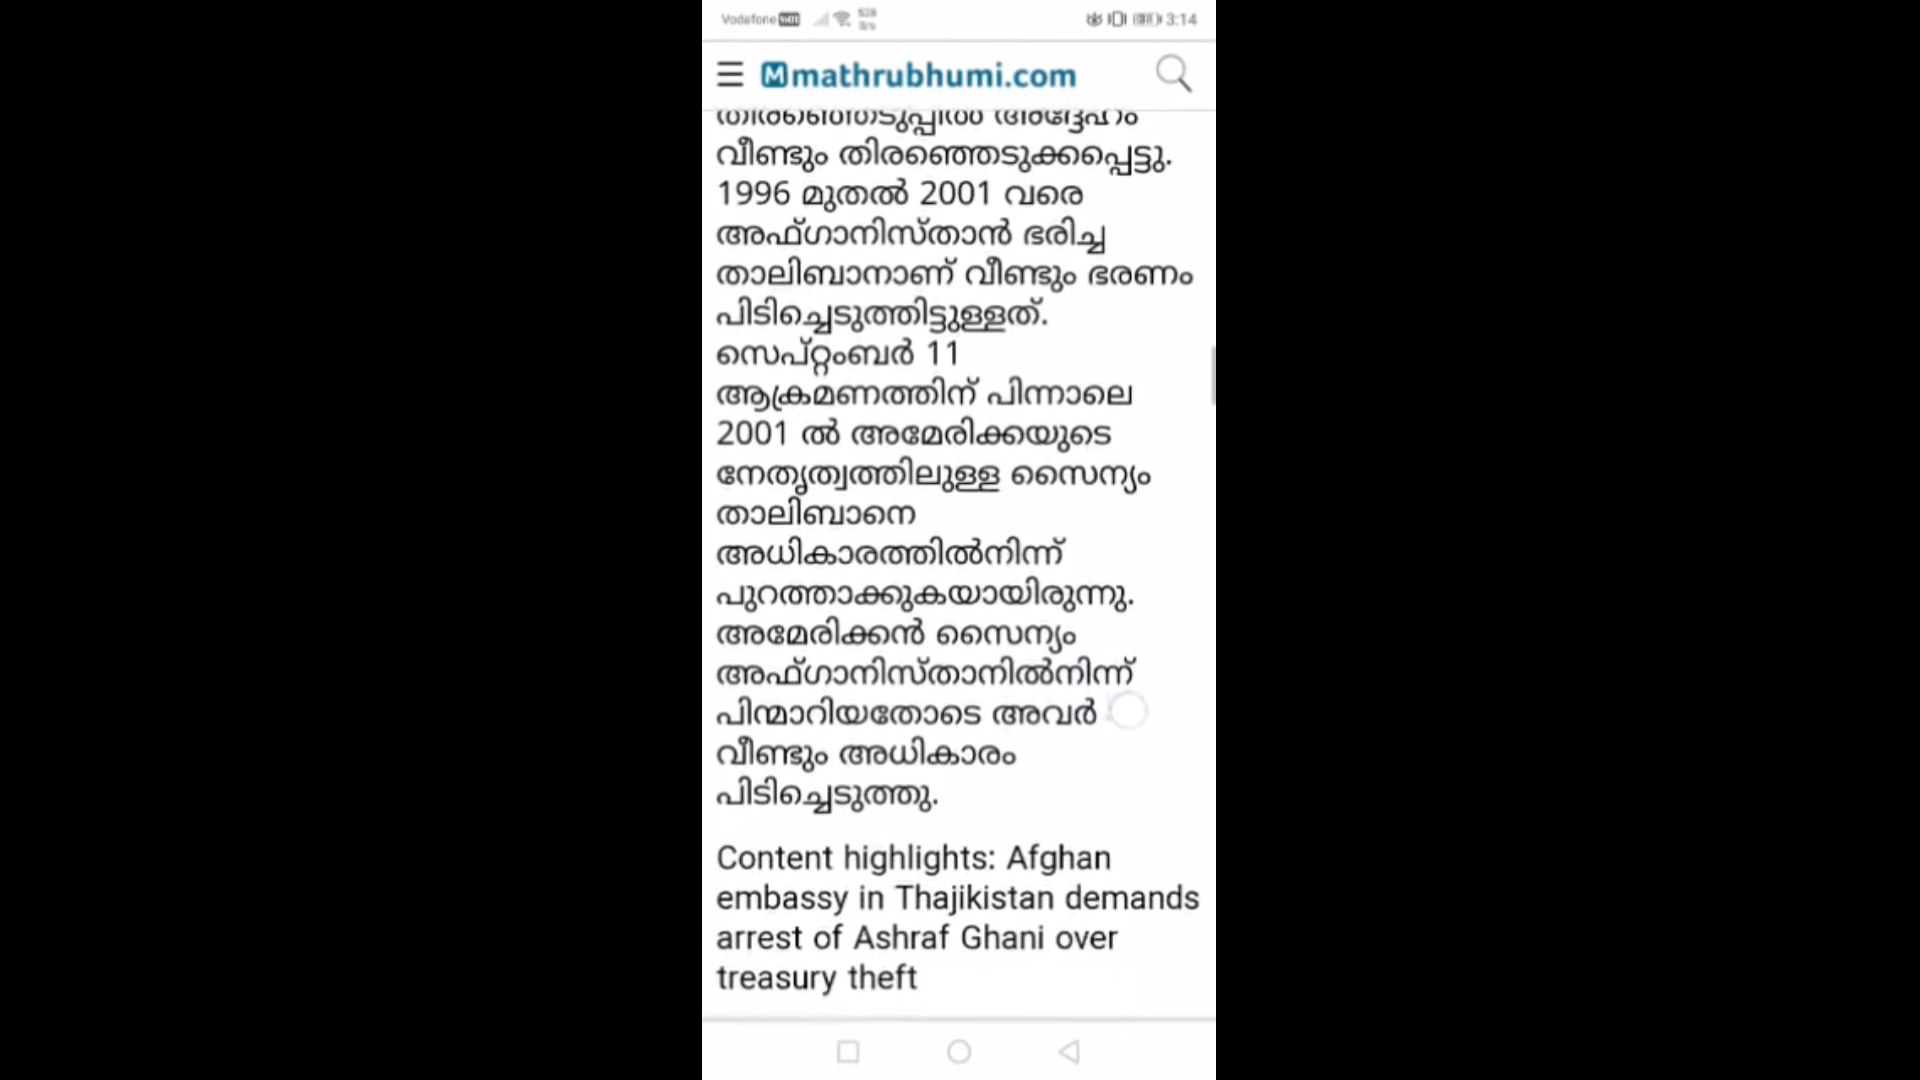 Vodafone
3:14
mathrubhumi.com
തിരഞ്ഞെടുപ്പിൽ അദ്ദേഹം
വീണ്ടും തിരഞ്ഞെടുക്കപ്പെട്ടു.
1996 മുതൽ 2001 വരെ
അഫ്ഗാനിസ്താൻ ഭരിച്ച
താലിബാനാണ് വീണ്ടും ഭരണം
പിടിച്ചെടുത്തിട്ടുള്ളത്.
സെപ്റ്റംബർ 11
ആക്രമണത്തിന് പിന്നാലെ
2001 ൽ അമേരിക്കയുടെ
നേതൃത്വത്തിലുള്ള സൈന്യം
താലിബാനെ
അധികാരത്തിൽനിന്ന്
പുറത്താക്കുകയായിരുന്നു.
അമേരിക്കൻ സൈന്യം
അഫ്ഗാനിസ്താനിൽനിന്ന്
പിന്മാറിയതോടെ അവർ
വീണ്ടും അധികാരം
പിടിച്ചെടുത്തു.
Content highlights: Afghan
embassy in Thajikistan demands
arrest of Ashraf Ghani over
treasury theft